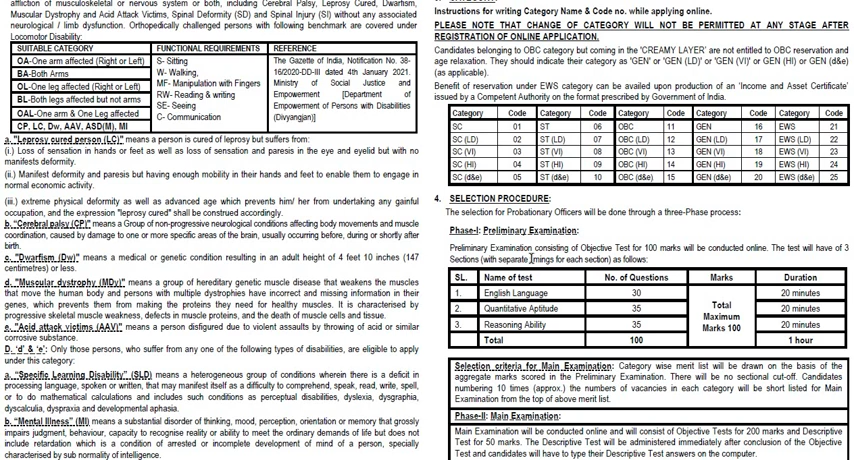 affliction of musculoskeletal or nervous system or both, including Cerebral Palsy, Leprosy Cured, Dwarfism,
Muscular Dystrophy and Acid Attack Victims, Spinal Deformity (SD) and Spinal Injury (SI) without any associated
neurological / limb dysfunction. Orthopedically challenged persons with following benchmark are covered under
Locomotor Disability:
SUITABLE CATEGORY FUNCTIONAL REQUIREMENTS REFERENCE
OA-One arm affected (Right or Left) S- Sitting The Gazette of India, Notification No. 38-
BA-Both Arms W- Walking, 16/2020-DD-III dated 4th January 2021.
OL-One leg affected (Right or Left) MF- Manipulation with Fingers Ministry of Social Justice and
BL-Both legs affected but not arms RW- Reading & writing Empowerment [Department of
OAL-One arm & One Leg affected SE- Seeing Empowerment of Persons with Disabilities
CP, LC, Dw, AAV, ASD(M), MI C- Communication (Divyangjan)]
a. "Leprosy cured person (LC)" means a person is cured of leprosy but suffers from:
(i.) Loss of sensation in hands or feet as well as loss of sensation and paresis in the eye and eyelid but with no
manifests deformity.
(ii.) Manifest deformity and paresis but having enough mobility in their hands and feet to enable them to engage in
normal economic activity.
(iii.) extreme physical deformity as well as advanced age which prevents him/ her from undertaking any gainful
occupation, and the expression "leprosy cured" shall be construed accordingly.
b. "Cerebral palsy (CP)" means a Group of non-progressive neurological conditions affecting body movements and muscle
coordination, caused by damage to one or more specific areas of the brain, usually occurring before, during or shortly after
birth.
c. "Dwarfism (Dw)" means a medical or genetic condition resulting in an adult height of 4 feet 10 inches (147
centimetres) or less.
d. "Muscular dystrophy (MDy)" means a group of hereditary genetic muscle disease that weakens the muscles
that move the human body and persons with multiple dystrophies have incorrect and missing information in their
genes, which prevents them from making the proteins they need for healthy muscles. It is characterised by
progressive skeletal muscle weakness, defects in muscle proteins, and the death of muscle cells and tissue.
e. "Acid attack victims (AAV)" means a person disfigured due to violent assaults by throwing of acid or similar
corrosive substance.
D. 'd' & 'e': Only those persons, who suffer from any one of the following types of disabilities, are eligible to apply
under this category:
a. "Specific Learning Disability" (SLD) means a heterogeneous group of conditions wherein there is a deficit in
processing language, spoken or written, that may manifest itself as a difficulty to comprehend, speak, read, write, spell,
or to do mathematical calculations and includes such conditions as perceptual disabilities, dyslexia, dysgraphia,
dyscalculia, dyspraxia and developmental aphasia.
b. "Mental Illness" (MI) means a substantial disorder of thinking, mood, perception, orientation or memory that grossly
impairs judgment, behaviour, capacity to recognise reality or ability to meet the ordinary demands of life but does not
include retardation which is a condition of arrested or incomplete development of mind of a person, specially
characterised by sub normality of intelligence.
Instructions for writing Category Name & Code no. while applying online.
PLEASE NOTE THAT CHANGE OF CATEGORY WILL NOT BE PERMITTED AT ANY STAGE AFTER
REGISTRATION OF ONLINE APPLICATION.
Candidates belonging to OBC category but coming in the 'CREAMY LAYER' are not entitled to OBC reservation and
age relaxation. They should indicate their category as 'GEN' or 'GEN (LD)' or 'GEN (VI)' or GEN (HI) or GEN (d&e)
(as applicable).
Benefit of reservation under EWS category can be availed upon production of an 'Income and Asset Certificate'
issued by a Competent Authority on the format prescribed by Government of India.
Category Code Category Code Category Code Category Code Category Code
SC 01 ST 06 OBC 11 GEN 16 EWS 21
SC (LD) 02 ST (LD) 07 OBC (LD) 12 GEN (LD) 17 EWS (LD) 22
SC (VI) 03 ST (VI) 08 OBC (VI) 13 GEN (VI) 18 EWS (VI) 23
SC (HI) 04 ST (HI) 09 OBC (HI) 14 GEN (HI) 19 EWS (HI) 24
SC (d&e) 05 ST (d&e) 10 OBC (d&e) 15 GEN (d&e) 20 EWS (d&e) 25
4. SELECTION PROCEDURE:
The selection for Probationary Officers will be done through a three-Phase process:
Phase-I: Preliminary Examination:
Preliminary Examination consisting of Objective Test for 100 marks will be conducted online. The test will have of 3
Sections (with separate timings for each section) as follows:
SL. Name of test No. of Questions Marks Duration
1. English Language 30 Total Maximum Marks 100 20 minutes
2. Quantitative Aptitude 35 20 minutes
3. Reasoning Ability 35 20 minutes
Total 100 1 hour
Selection criteria for Main Examination: Category wise merit list will be drawn on the basis of the
aggregate marks scored in the Preliminary Examination. There will be no sectional cut-off. Candidates
numbering 10 times (approx.) the numbers of vacancies in each category will be short listed for Main
Examination from the top of above merit list.
Phase-II: Main Examination:
Main Examination will be conducted online and will consist of Objective Tests for 200 marks and Descriptive
Test for 50 marks. The Descriptive Test will be administered immediately after conclusion of the Objective
Test and candidates will have to type their Descriptive Test answers on the computer.